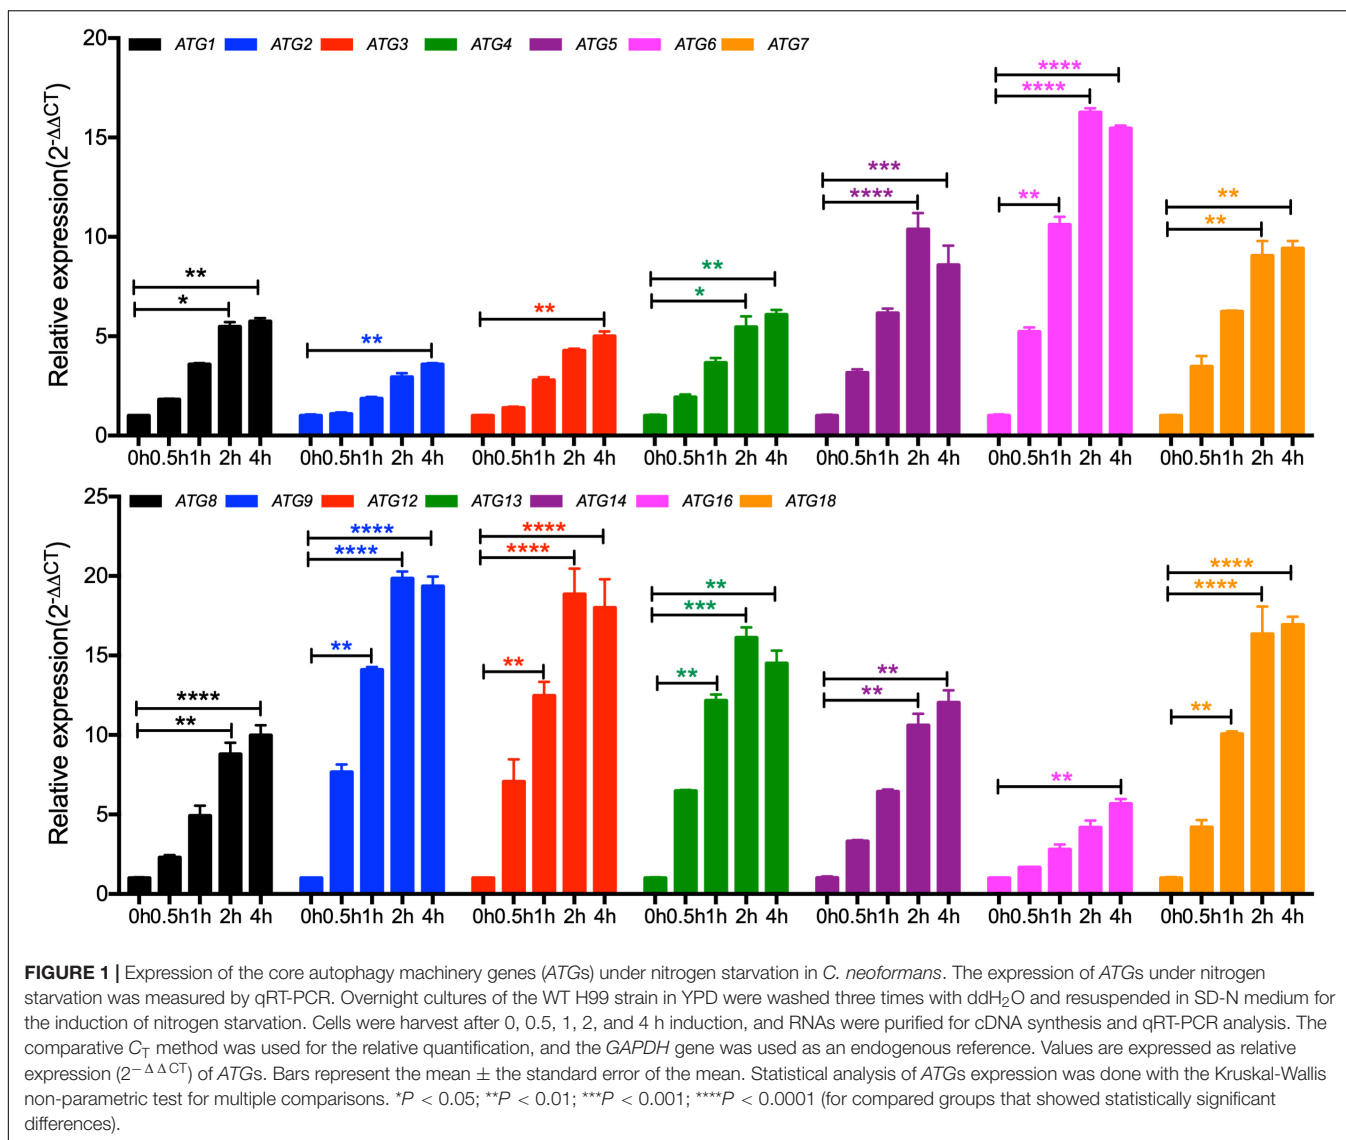 20
ATG1 ATG2 ATG3 ATG4 ATG5 ATG6 ATG7
15
10
5
0
Relative expression(2-ΔΔCT)
** * ** ** ** * *** **** **** **** ** ** **
0h0.5h1h 2h 4h 0h0.5h1h 2h 4h 0h0.5h1h 2h 4h 0h0.5h1h 2h 4h 0h0.5h1h 2h 4h 0h0.5h1h 2h 4h 0h0.5h1h 2h 4h
25
ATG8 ATG9 ATG12 ATG13 ATG14 ATG16 ATG18
20
15
10
5
0
Relative expression(2-ΔΔCT)
**** ** **** **** ** **** **** ** ** *** ** ** ** ** **** **** **
0h0.5h1h 2h 4h 0h0.5h1h 2h 4h 0h0.5h1h 2h 4h 0h0.5h1h 2h 4h 0h0.5h1h 2h 4h 0h0.5h1h 2h 4h 0h0.5h1h 2h 4h
FIGURE 1 | Expression of the core autophagy machinery genes (ATGs) under nitrogen starvation in C. neoformans. The expression of ATGs under nitrogen
starvation was measured by qRT-PCR. Overnight cultures of the WT H99 strain in YPD were washed three times with ddH2O and resuspended in SD-N medium for
the induction of nitrogen starvation. Cells were harvest after 0, 0.5, 1, 2, and 4 h induction, and RNAs were purified for cDNA synthesis and qRT-PCR analysis. The
comparative CT method was used for the relative quantification, and the GAPDH gene was used as an endogenous reference. Values are expressed as relative
expression (2−ΔΔCT) of ATGs. Bars represent the mean ± the standard error of the mean. Statistical analysis of ATGs expression was done with the Kruskal-Wallis
non-parametric test for multiple comparisons. *P < 0.05; **P < 0.01; ***P < 0.001; ****P < 0.0001 (for compared groups that showed statistically significant
differences).